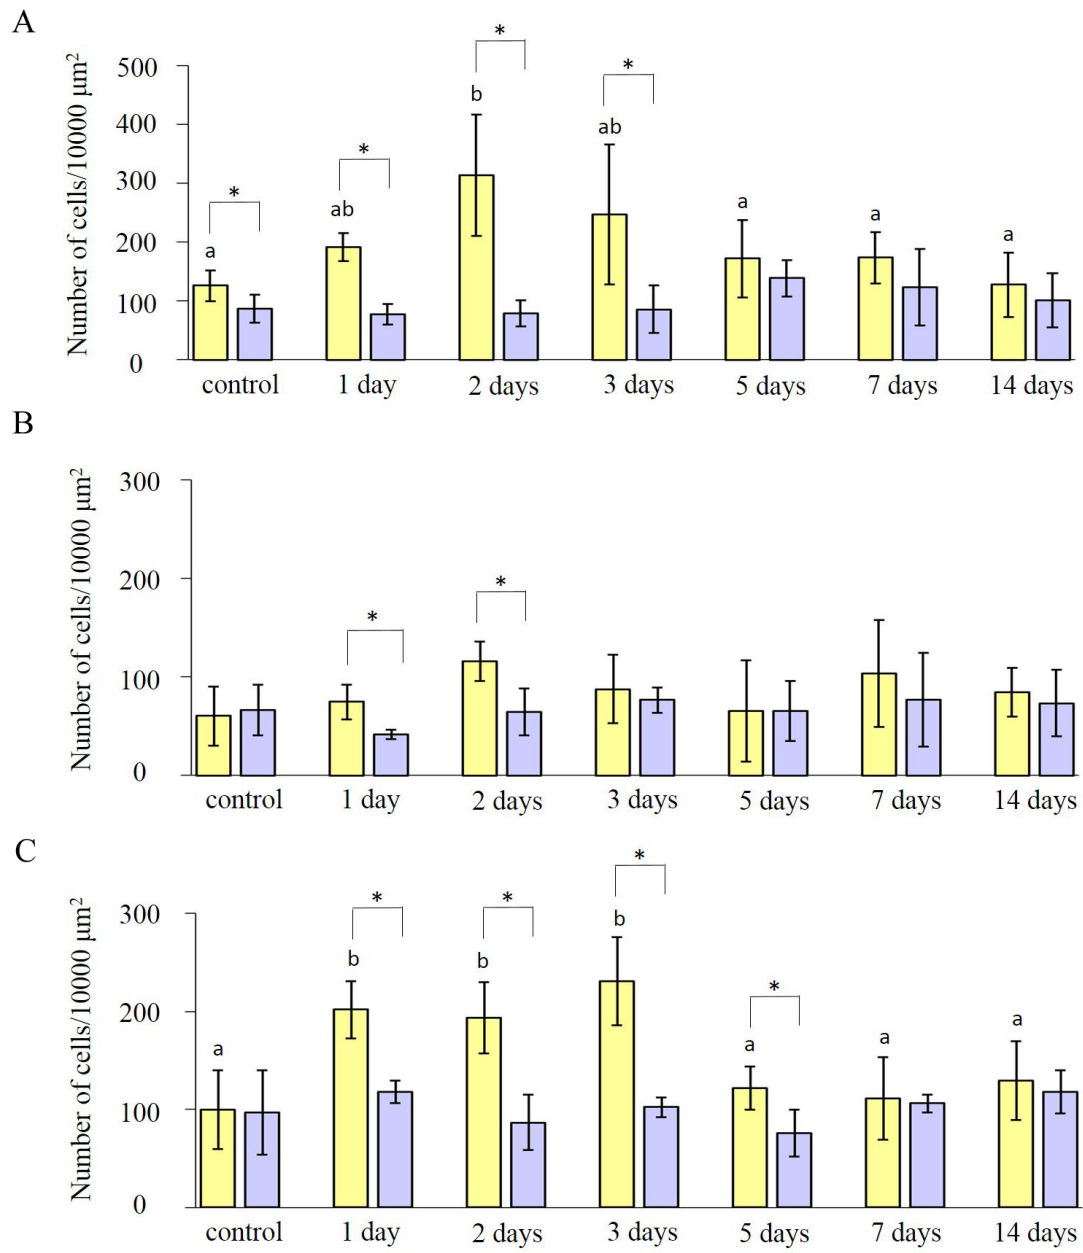 A
Number of cells/10000 µm²
500
400
300
200
100
0
* * * *
a ab b ab a a a
control 1 day 2 days 3 days 5 days 7 days 14 days
B
Number of cells/10000 µm²
300
200
100
0
* *
control 1 day 2 days 3 days 5 days 7 days 14 days
C
Number of cells/10000 µm²
300
200
100
0
* * * *
a b b b a a a
control 1 day 2 days 3 days 5 days 7 days 14 days